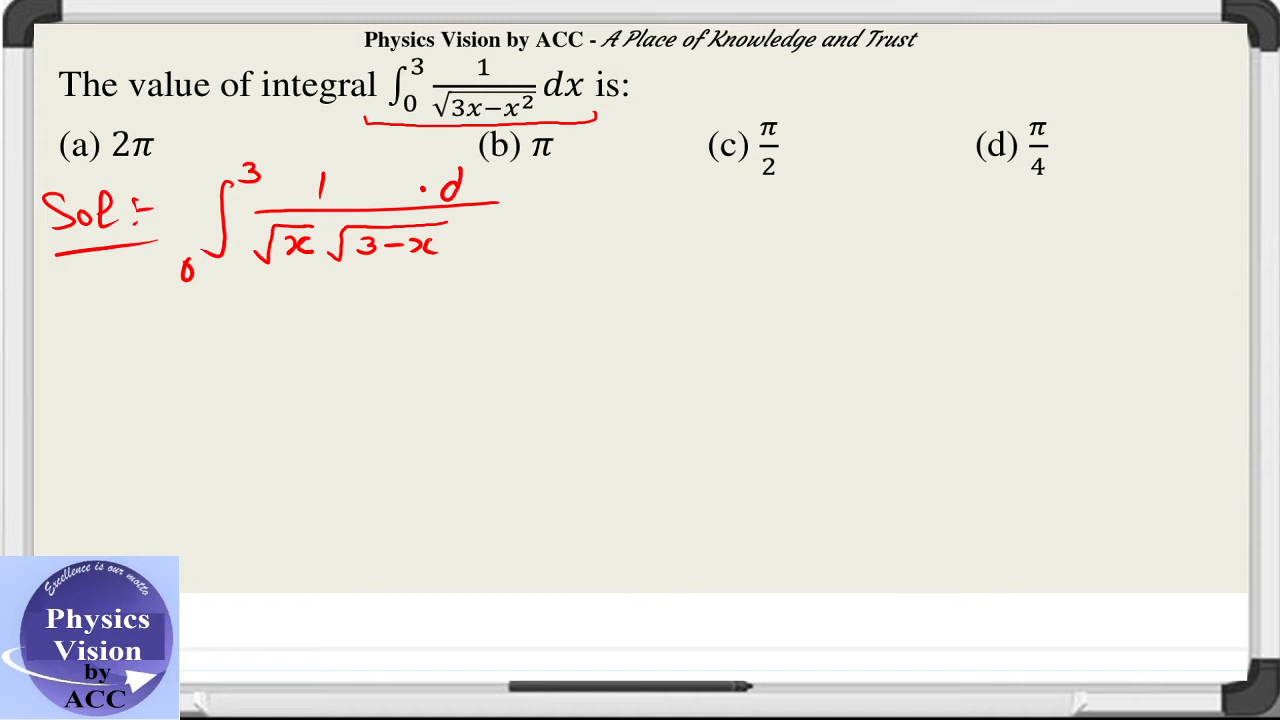 Physics Vision by ACC - A Place of Knowledge and Trust
The value of integral ∫₀³ 1/√(3x−x²) dx is:
(a) 2π (b) π (c) π/2 (d) π/4
Sol :- ∫₀³ 1/(√x √(3−x)) · d
Excellence is our motto
Physics
Vision
by
ACC